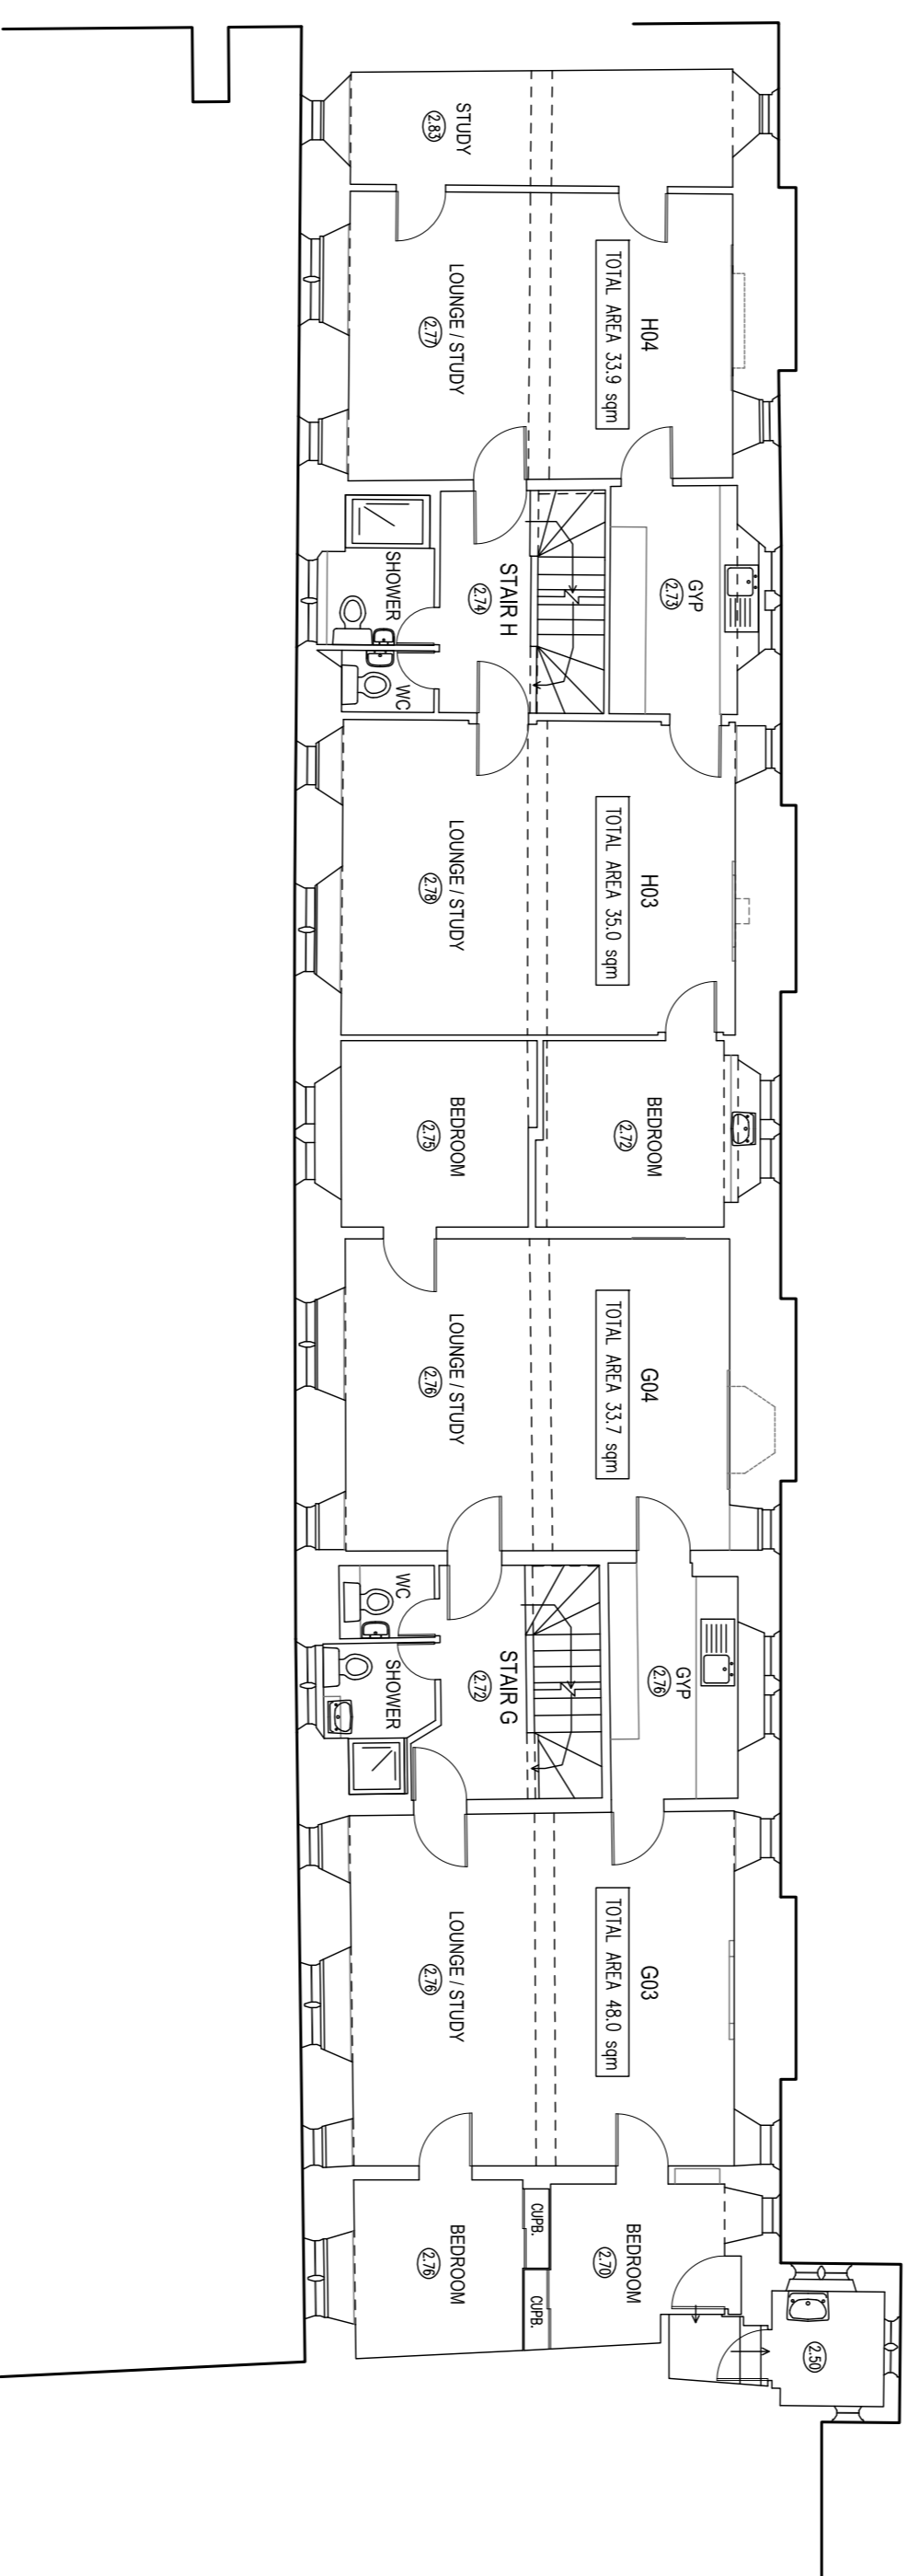 STUDY
2.83
H04
TOTAL AREA 33.9 sqm
LOUNGE / STUDY
2.77
GYP
2.73
STAIR H
2.74
SHOWER
WC
H03
TOTAL AREA 35.0 sqm
LOUNGE / STUDY
2.78
BEDROOM
2.72
BEDROOM
2.75
G04
TOTAL AREA 33.7 sqm
LOUNGE / STUDY
2.76
GYP
2.76
STAIR G
2.72
WC
SHOWER
G03
TOTAL AREA 48.0 sqm
LOUNGE / STUDY
2.76
BEDROOM
2.70
CUPB.
CUPB.
BEDROOM
2.76
2.50